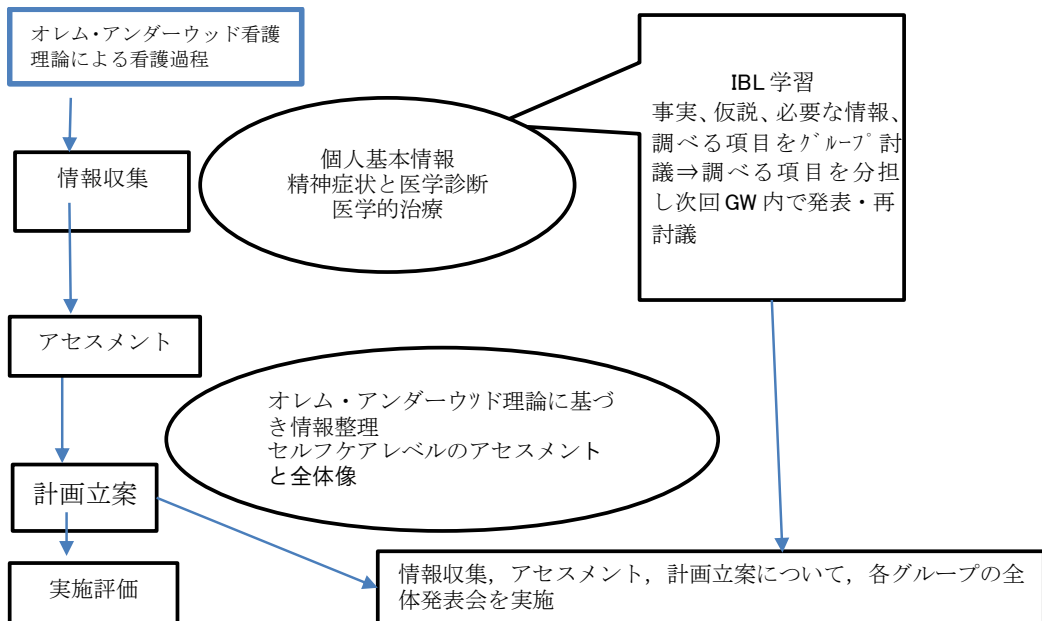 オレム・アンダーウッド看護
理論による看護過程
情報収集
個人基本情報
精神症状と医学診断
医学的治療
IBL 学習
事実、仮説、必要な情報、
調べる項目をｸﾞﾙｰﾌﾟ討
議⇒調べる項目を分担
し次回 GW 内で発表・再
討議
アセスメント
オレム・アンダーウッド理論に基づ
き情報整理
セルフケアレベルのアセスメント
と全体像
計画立案
実施評価
情報収集，アセスメント，計画立案について，各グループの全
体発表会を実施